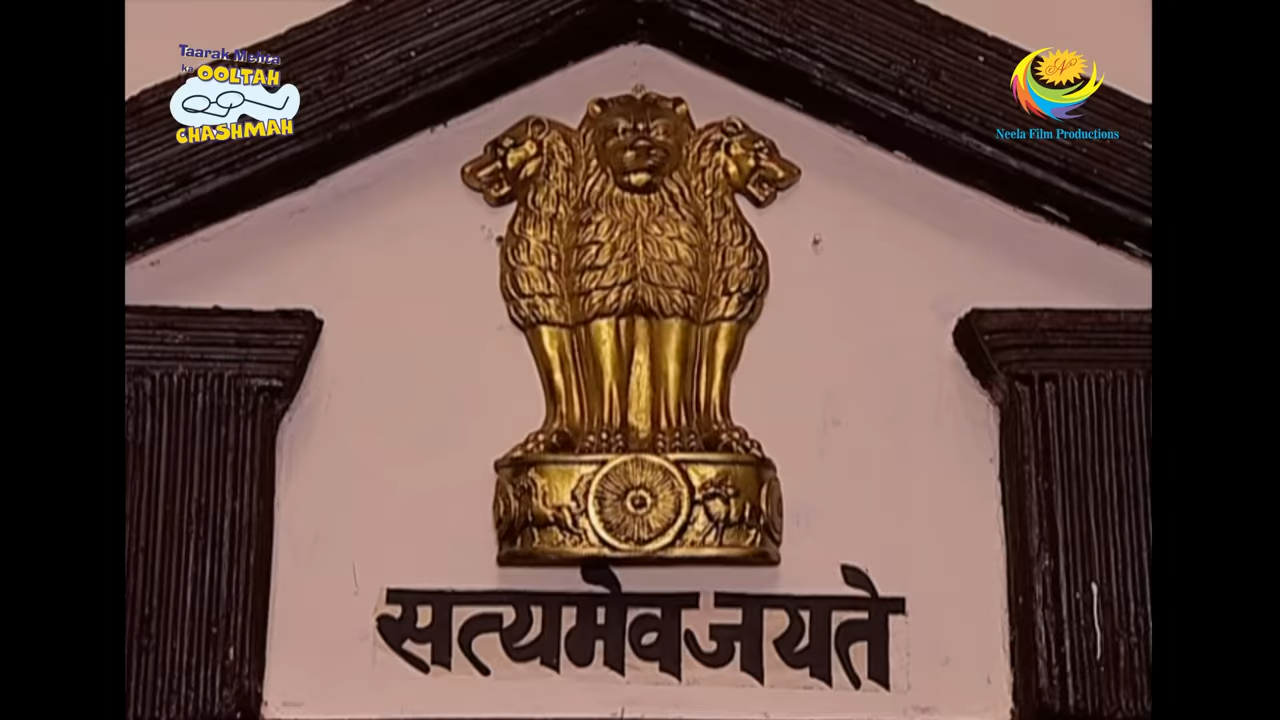 Taarak Mehta
ka OOLTAH
CHASHMAH
Neela Film Productions
सत्यमेवजयते